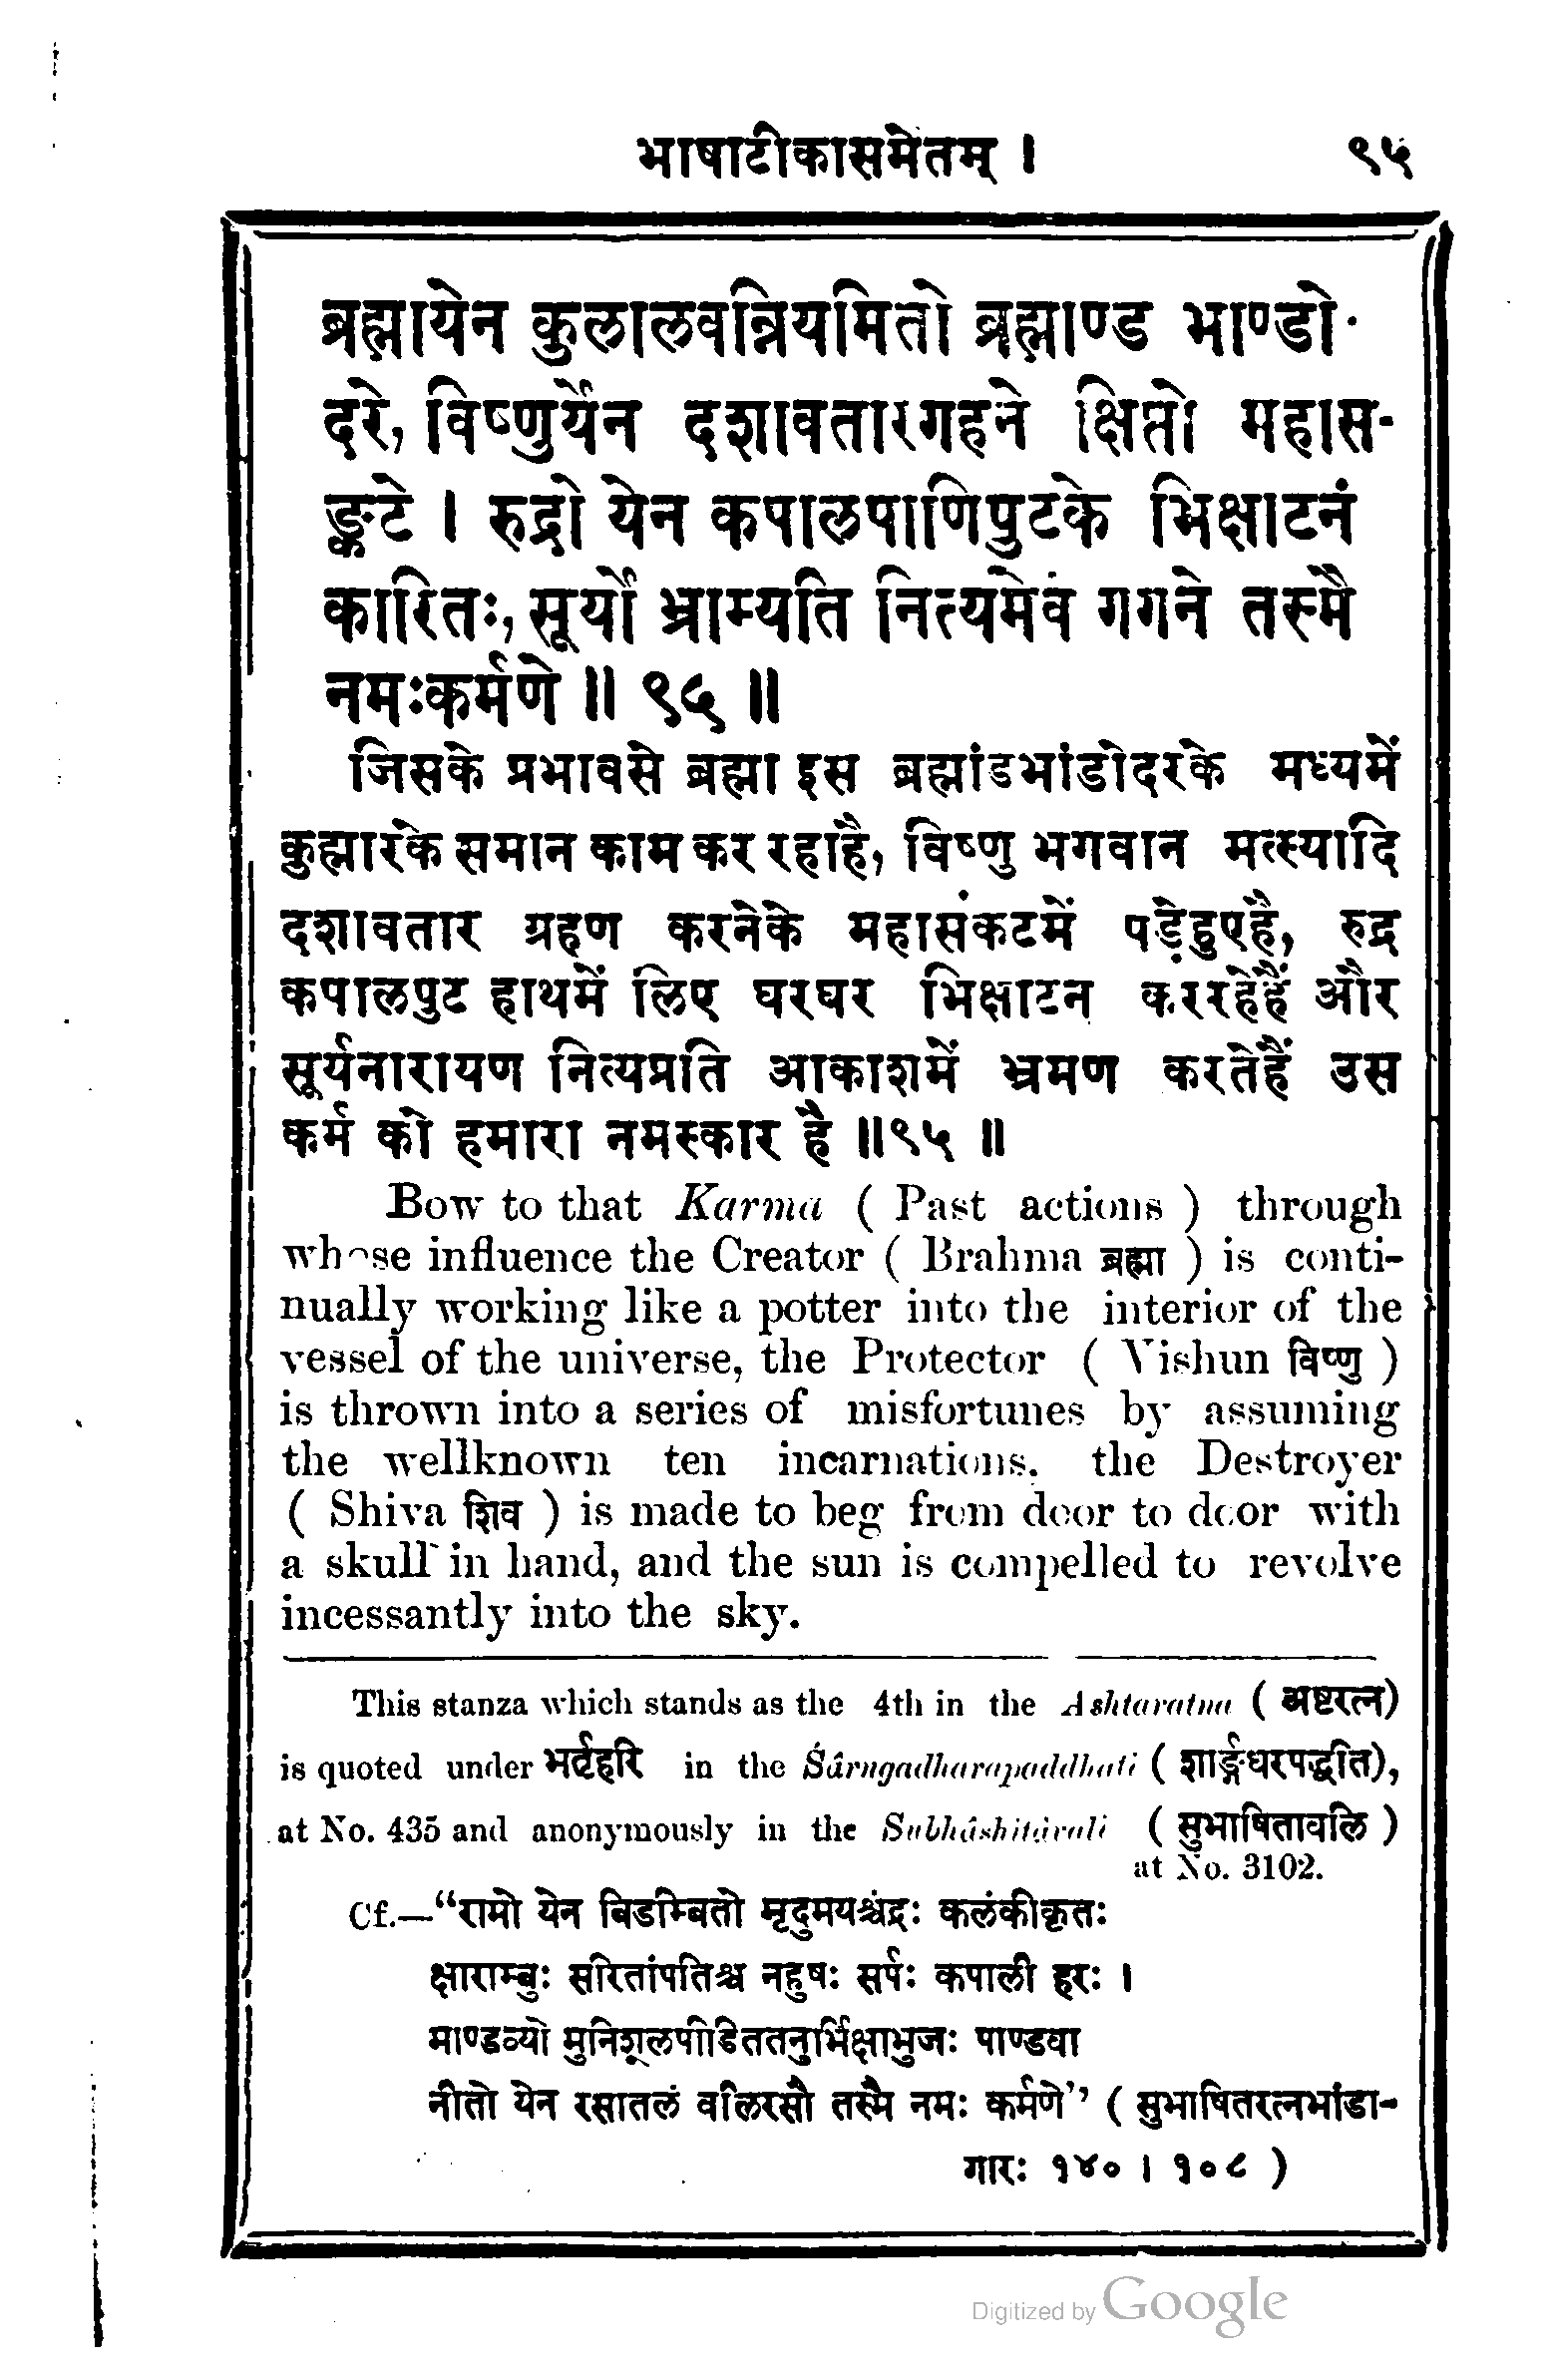 भाषाटीकासमेतम् । ९५
ब्रह्मायेन कुलालवन्नियमितो ब्रह्माण्ड भाण्डो-
दरे, विष्णुर्येन दशावतारगहने क्षिप्तो महास-
ङ्कटे । रुद्रो येन कपालपाणिपुटके भिक्षाटनं
कारितः, सूर्यो भ्राम्यति नित्यमेवं गगने तस्मै
नमःकर्मणे ॥ ९५ ॥
जिसके प्रभावसे ब्रह्मा इस ब्रह्मांडभांडोदरके मध्यमें
कुह्मारके समान काम कर रहाहै, विष्णु भगवान मत्स्यादि
दशावतार ग्रहण करनेके महासंकटमें पड़ेहुएहै, रुद्र
कपालपुट हाथमें लिए घरघर भिक्षाटन कररहेहैं और
सूर्यनारायण नित्यप्रति आकाशमें भ्रमण करतेहैं उस
कर्म को हमारा नमस्कार है ॥९५ ॥
Bow to that Karma ( Past actions ) through
whose influence the Creator ( Brahma ब्रह्मा ) is conti-
nually working like a potter into the interior of the
vessel of the universe, the Protector ( Vishun विष्णु )
is thrown into a series of misfortunes by assuming
the wellknown ten incarnations. the Destroyer
( Shiva शिव ) is made to beg from door to door with
a skull in hand, and the sun is compelled to revolve
incessantly into the sky.
This stanza which stands as the 4th in the Ashtaratna ( अष्टरत्न)
is quoted under भर्तृहरि in the Śârngadharapaddhati ( शार्ङ्गधरपद्धति),
at No. 435 and anonymously in the Subhâshitâvali ( सुभाषितावलि )
at No. 3102.
Cf.—“रामो येन बिडम्बितो मृदुमयश्चंद्रः कलंकीकृतः
क्षाराम्बुः सरितांपतिश्च नहुषः सर्पः कपाली हरः ।
माण्डव्यो मुनिशूलपीडिततनुर्भिक्षाभुजः पाण्डवा
नीतो येन रसातलं वलिरसौ तस्मै नमः कर्मणे” ( सुभाषितरत्नभांडा-
गारः १४० । १०८ )
Digitized by Google